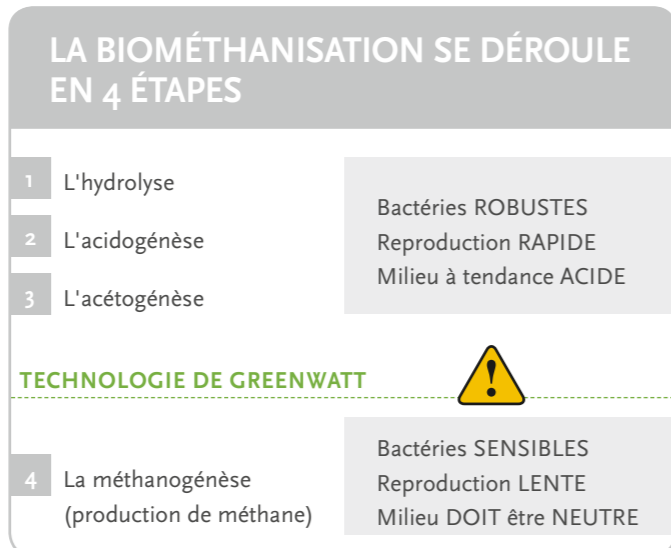 LA BIOMÉTHANISATION SE DÉROULE
EN 4 ÉTAPES
1 L'hydrolyse
2 L'acidogénèse
3 L'acétogénèse
Bactéries ROBUSTES
Reproduction RAPIDE
Milieu à tendance ACIDE
TECHNOLOGIE DE GREENWATT
!
4 La méthanogénèse
(production de méthane)
Bactéries SENSIBLES
Reproduction LENTE
Milieu DOIT être NEUTRE